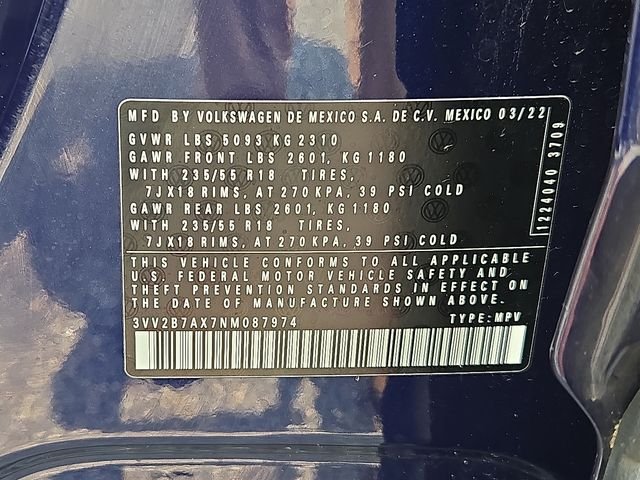 MFD BY VOLKSWAGEN DE MEXICO S.A. DE C.V. MEXICO 03/22
GVWR LBS 5093 KG 2310
GAWR FRONT LBS 2601, KG 1180
WITH 235/55 R18 TIRES,
7JX18 RIMS, AT 270 KPA, 39 PSI COLD
GAWR REAR LBS 2601, KG 1180
WITH 235/55 R18 TIRES,
7JX18 RIMS, AT 270 KPA, 39 PSI COLD
THIS VEHICLE CONFORMS TO ALL APPLICABLE
U.S. FEDERAL MOTOR VEHICLE SAFETY AND
THEFT PREVENTION STANDARDS IN EFFECT ON
THE DATE OF MANUFACTURE SHOWN ABOVE.
3VV2B7AX7NM087974 TYPE: MPV
1224040 3709